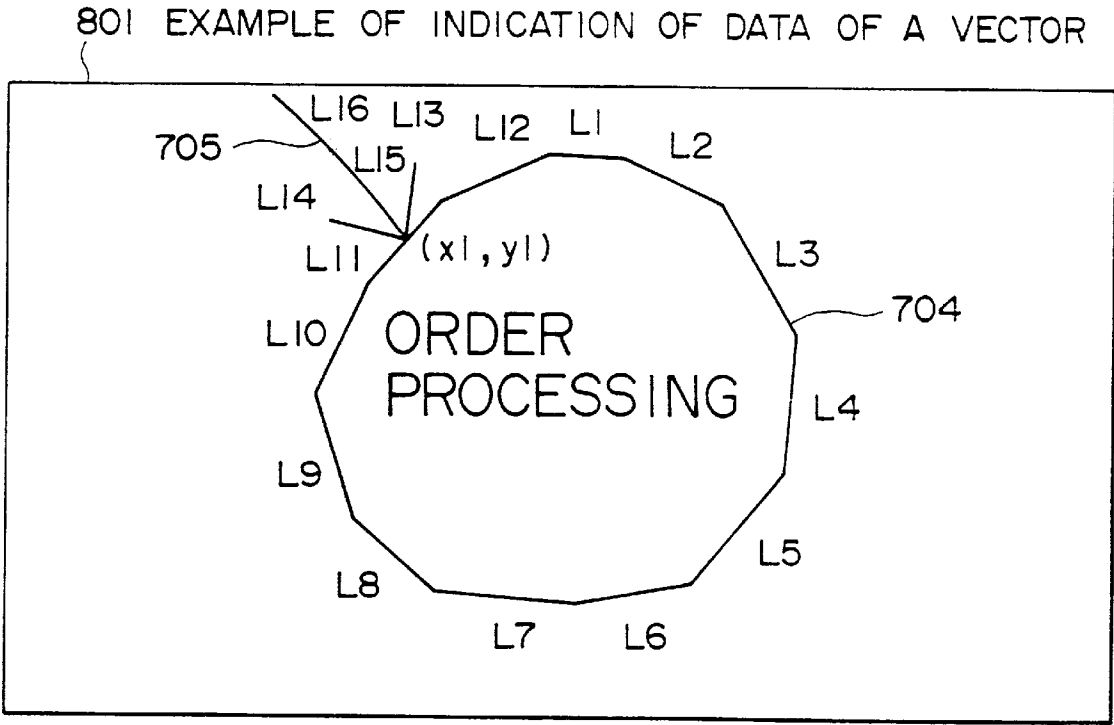 801 EXAMPLE OF INDICATION OF DATA OF A VECTOR
L16
L13
L12
L1
L2
705
L15
L14
L11
(x1, y1)
L3
704
L10
ORDER
PROCESSING
L4
L9
L5
L8
L7
L6